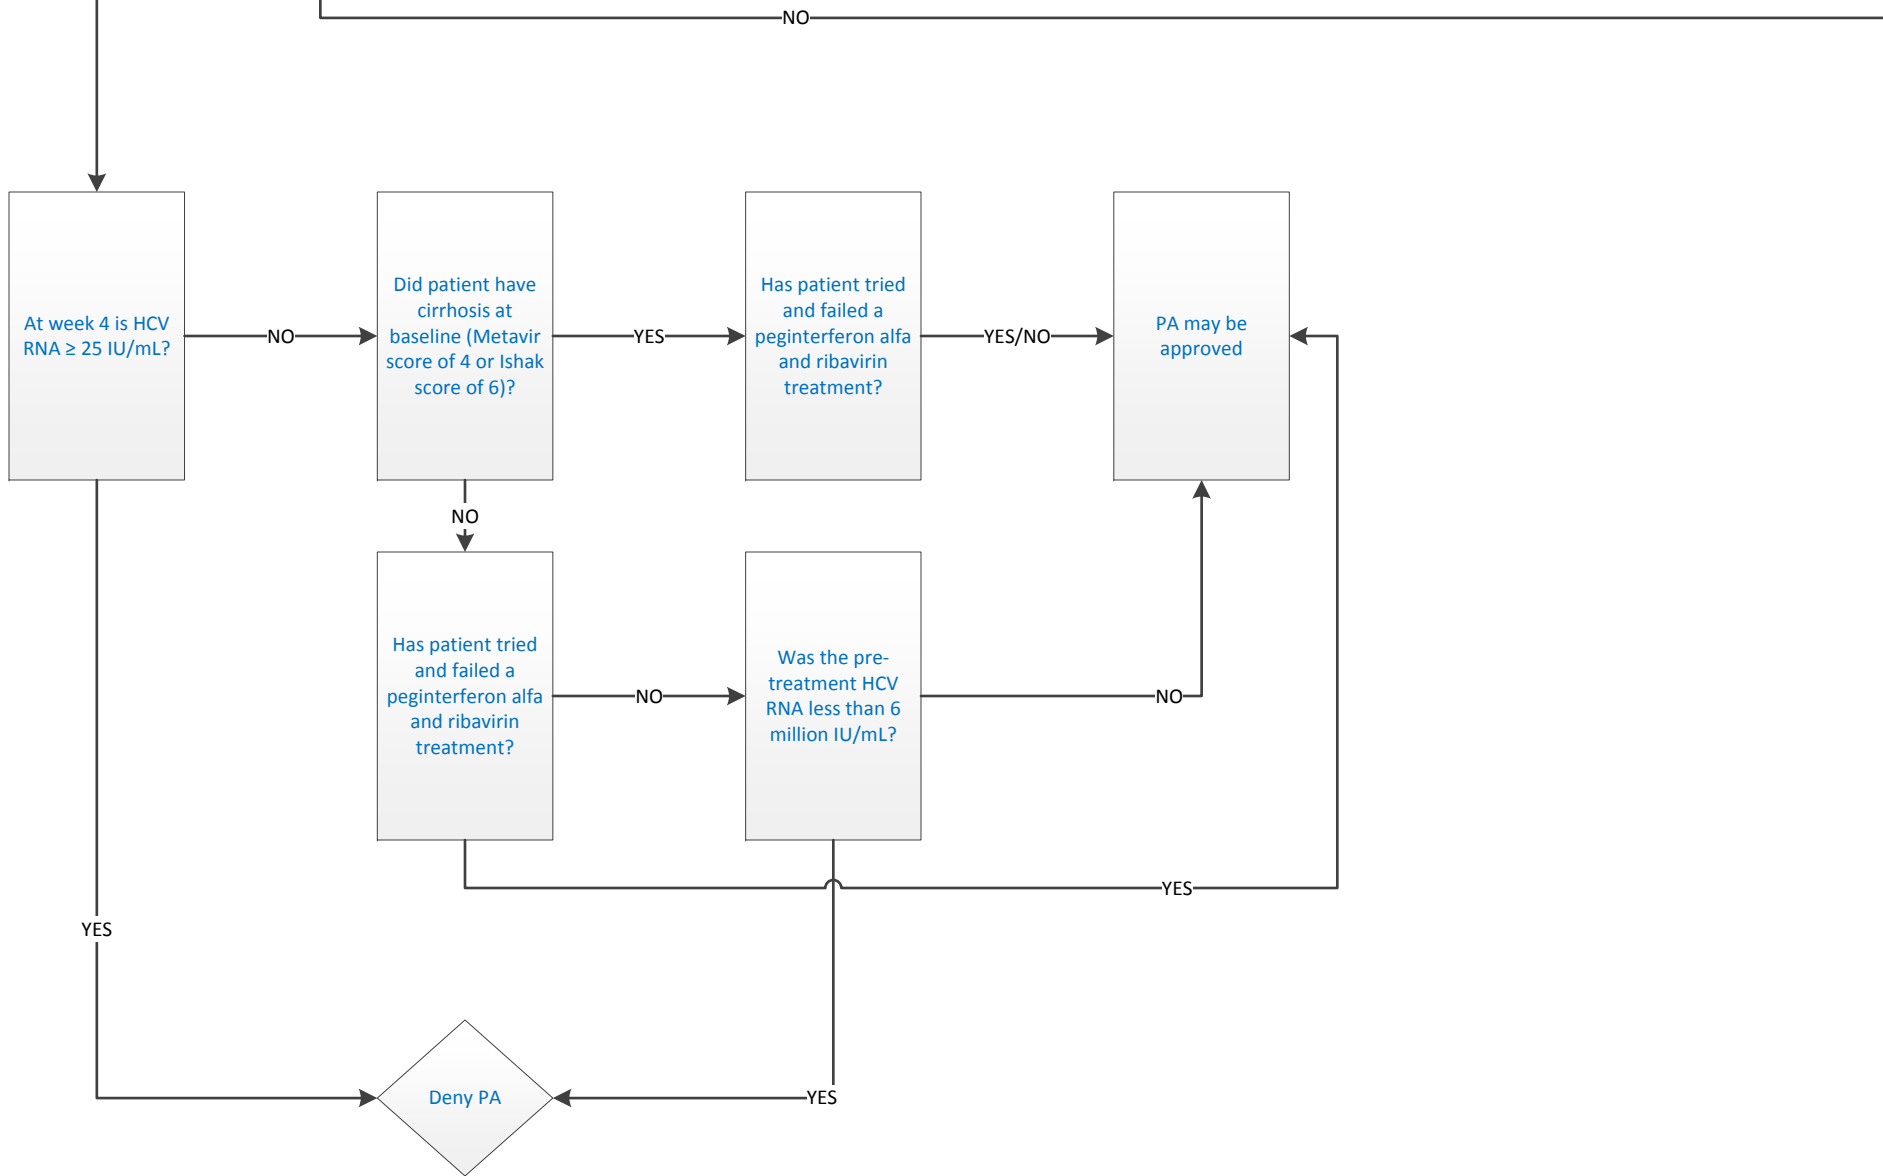 NO
At week 4 is HCV
RNA ≥ 25 IU/mL?
NO
Did patient have
cirrhosis at
baseline (Metavir
score of 4 or Ishak
score of 6)?
YES
Has patient tried
and failed a
peginterferon alfa
and ribavirin
treatment?
YES/NO
PA may be
approved
NO
Has patient tried
and failed a
peginterferon alfa
and ribavirin
treatment?
NO
Was the pre-
treatment HCV
RNA less than 6
million IU/mL?
NO
YES
YES
Deny PA
YES